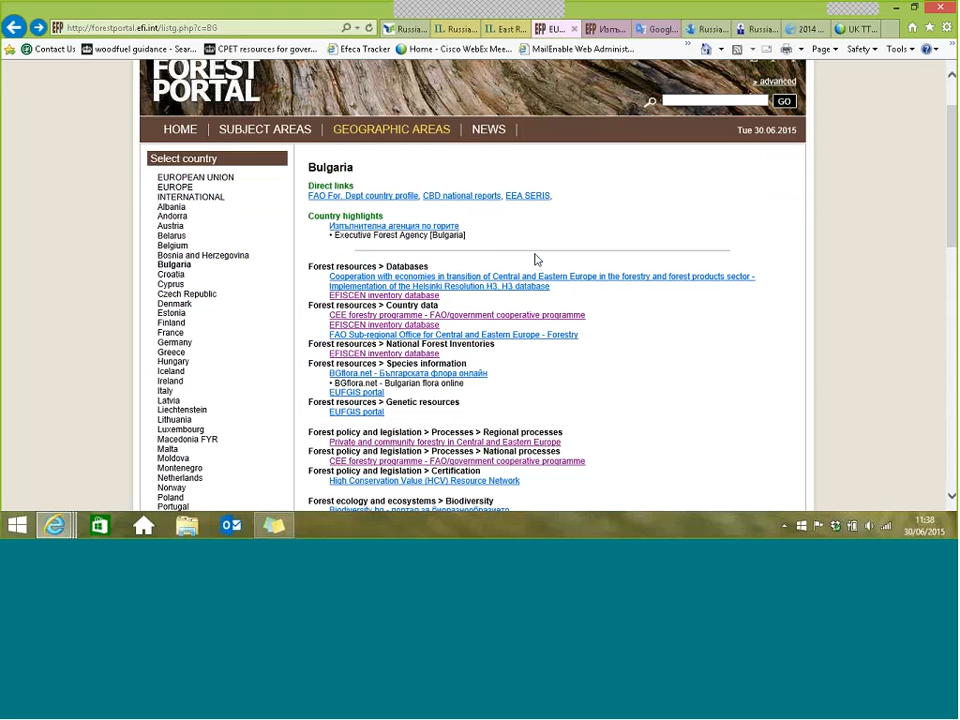 http://forestportal.efi.int/listg.php?c=BG
Russia...
Russia...
East R...
EU...
Изпъ...
Googl...
Russia...
Russia...
2014 ...
UK TT...
Contact Us
woodfuel guidance - Sear...
CPET resources for gover...
Efeca Tracker
Home - Cisco WebEx Mee...
MailEnable Web Administ...
Page
Safety
Tools
FOREST
PORTAL
> advanced
GO
HOME | SUBJECT AREAS | GEOGRAPHIC AREAS | NEWS |
Tue 30.06.2015
Select country
EUROPEAN UNION
EUROPE
INTERNATIONAL
Albania
Andorra
Austria
Belarus
Belgium
Bosnia and Herzegovina
Bulgaria
Croatia
Cyprus
Czech Republic
Denmark
Estonia
Finland
France
Germany
Greece
Hungary
Iceland
Ireland
Italy
Latvia
Liechtenstein
Lithuania
Luxembourg
Macedonia FYR
Malta
Moldova
Montenegro
Netherlands
Norway
Poland
Portugal
Bulgaria
Direct links
FAO For. Dept country profile, CBD national reports, EEA SERIS,
Country highlights
Изпълнителна агенция по горите
• Executive Forest Agency [Bulgaria]
Forest resources > Databases
Cooperation with economies in transition of Central and Eastern Europe in the forestry and forest products sector -
Implementation of the Helsinki Resolution H3. H3 database
EFISCEN inventory database
Forest resources > Country data
CEE forestry programme - FAO/government cooperative programme
EFISCEN inventory database
FAO Sub-regional Office for Central and Eastern Europe - Forestry
Forest resources > National Forest Inventories
EFISCEN inventory database
Forest resources > Species information
BGflora.net - Българската флора онлайн
• BGflora.net - Bulgarian flora online
EUFGIS portal
Forest resources > Genetic resources
EUFGIS portal
Forest policy and legislation > Processes > Regional processes
Private and community forestry in Central and Eastern Europe
Forest policy and legislation > Processes > National processes
CEE forestry programme - FAO/government cooperative programme
Forest policy and legislation > Certification
High Conservation Value (HCV) Resource Network
Forest ecology and ecosystems > Biodiversity
Biodiversity.bg - портал за биоразнообразието
11:38
30/06/2015